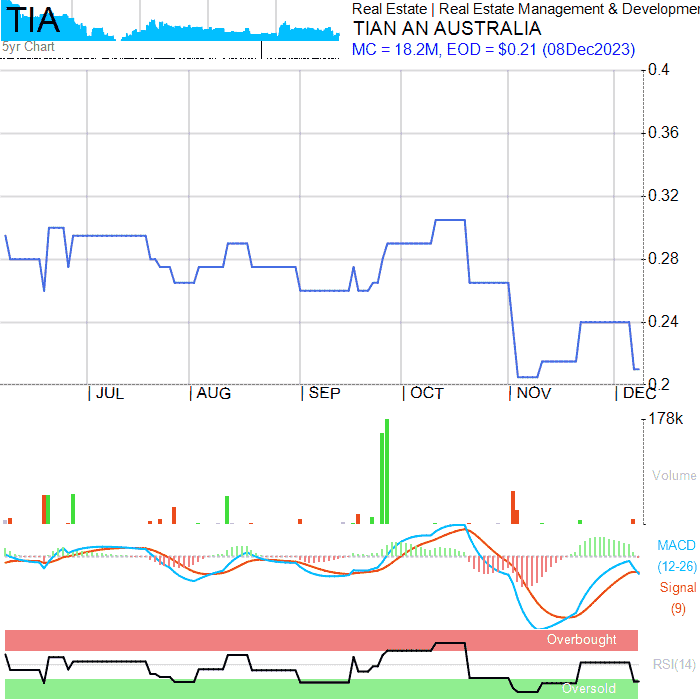 TIA
5yr Chart
Real Estate | Real Estate Management & Developmen
TIAN AN AUSTRALIA
MC = 18.2M, EOD = $0.21 (08Dec2023)
0.4
0.36
0.32
0.28
0.24
0.2
JUL AUG SEP OCT NOV DEC
178k
Volume
MACD
(12-26)
Signal
(9)
Overbought
RSI(14)
Oversold